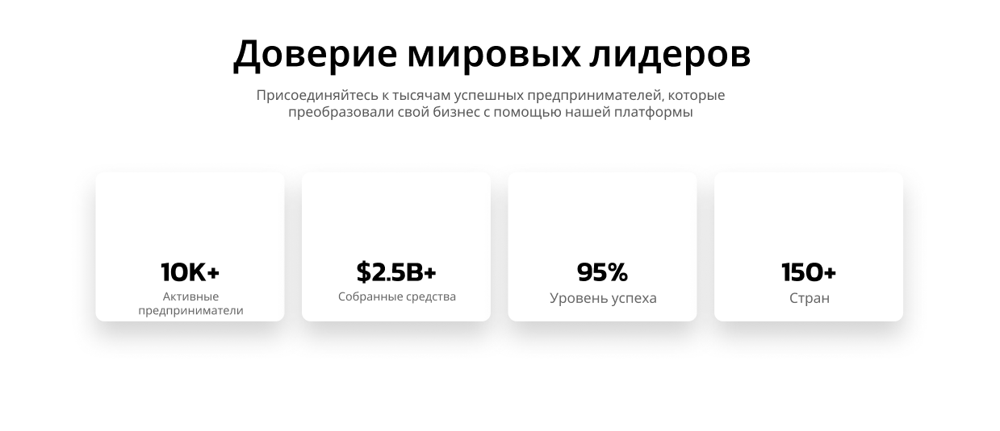 Доверие мировых лидеров
Присоединяйтесь к тысячам успешных предпринимателей, которые
преобразовали свой бизнес с помощью нашей платформы
10K+
Активные
предприниматели
$2.5B+
Собранные средства
95%
Уровень успеха
150+
Стран